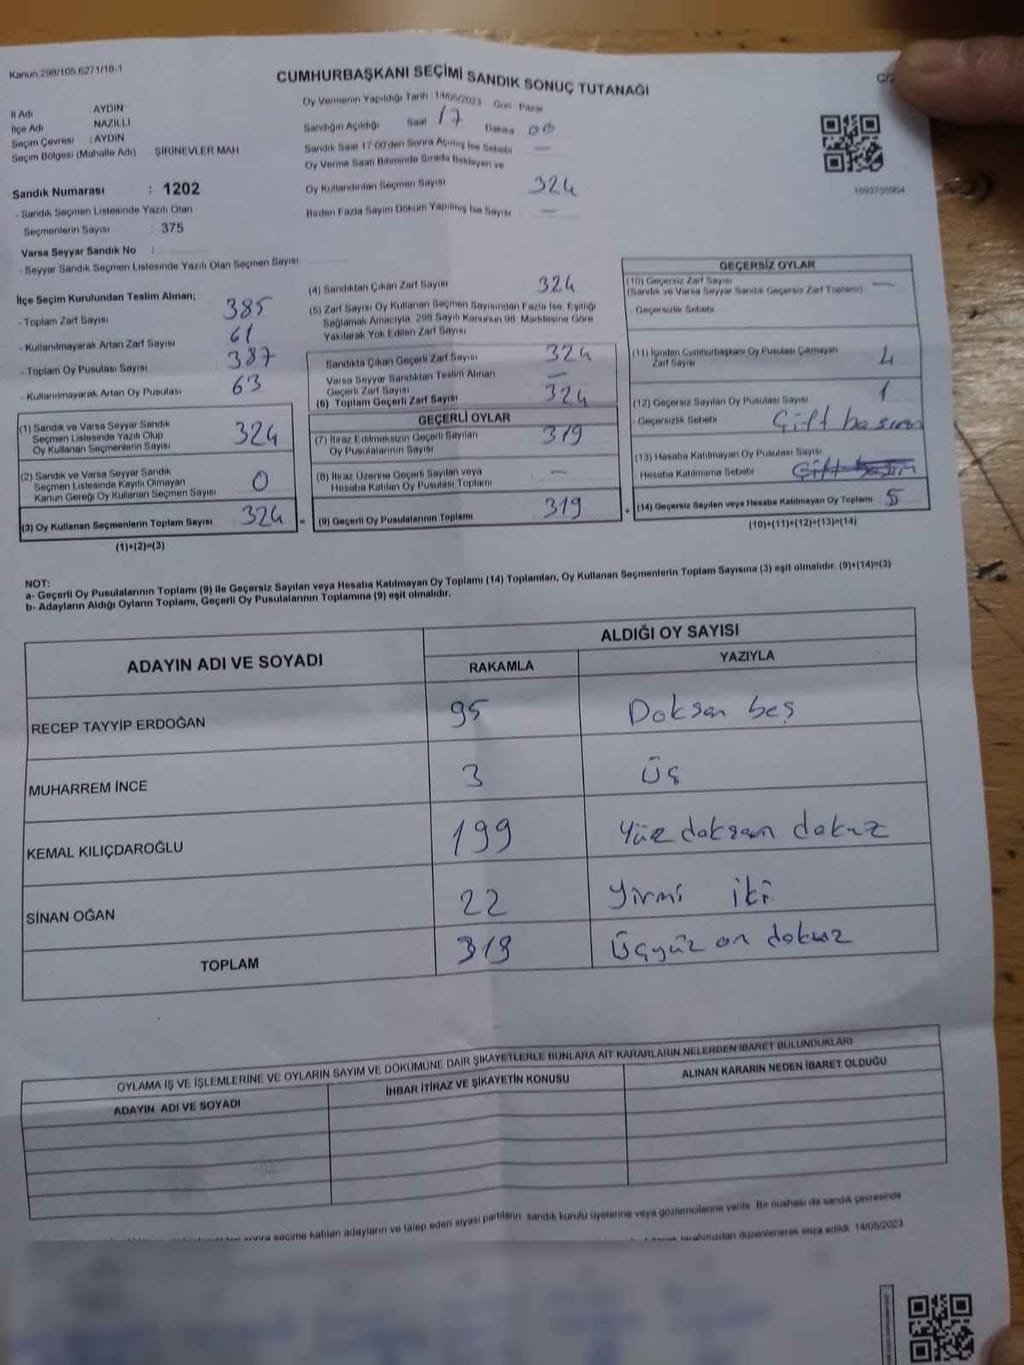 Kanun 298/105,6271/18-1
CUMHURBAŞKANI SEÇİMİ SANDIK SONUÇ TUTANAĞI
İl Adı AYDIN
İlçe Adı NAZİLLİ
Seçim Çevresi : AYDIN
Seçim Bölgesi (Mahalle Adı) ŞİRİNEVLER MAH
Oy Vermenin Yapıldığı Tarih 14/05/2023 Gün Pazar
Sandığın Açıldığı Saat 17 Dakika 00
Sandık Saat 17:00'den Sonra Açılmış İse Sebebi —
Oy Verme Saati Bitiminde Sırada Bekleyen ve
Oy Kullandırılan Seçmen Sayısı 324
Birden Fazla Sayım Döküm Yapılmış İse Sayısı —
1093705904
Sandık Numarası : 1202
- Sandık Seçmen Listesinde Yazılı Olan
Seçmenlerin Sayısı : 375
Varsa Seyyar Sandık No :
- Seyyar Sandık Seçmen Listesinde Yazılı Olan Seçmen Sayısı
İlçe Seçim Kurulundan Teslim Alınan;
- Toplam Zarf Sayısı 385
- Kullanılmayarak Artan Zarf Sayısı 61
- Toplam Oy Pusulası Sayısı 387
- Kullanılmayarak Artan Oy Pusulası 63
(1) Sandık ve Varsa Seyyar Sandık
Seçmen Listesinde Yazılı Olup
Oy Kullanan Seçmenlerin Sayısı 324
(2) Sandık ve Varsa Seyyar Sandık
Seçmen Listesinde Kayıtlı Olmayan
Kanun Gereği Oy Kullanan Seçmen Sayısı 0
(3) Oy Kullanan Seçmenlerin Toplam Sayısı 324 =
(1)+(2)=(3)
(4) Sandıktan Çıkan Zarf Sayısı 324
(5) Zarf Sayısı Oy Kullanan Seçmen Sayısından Fazla İse, Eşitliği
Sağlamak Amacıyla, 298 Sayılı Kanunun 98. Maddesine Göre
Yakılarak Yok Edilen Zarf Sayısı
Sandıkta Çıkan Geçerli Zarf Sayısı 324
Varsa Seyyar Sandıktan Teslim Alınan
Geçerli Zarf Sayısı —
(6) Toplam Geçerli Zarf Sayısı 324
GEÇERLİ OYLAR
(7) İtiraz Edilmeksizin Geçerli Sayılan
Oy Pusulalarının Sayısı 319
(8) İtiraz Üzerine Geçerli Sayılan veya
Hesaba Katılan Oy Pusulası Toplamı —
(9) Geçerli Oy Pusulalarının Toplamı 319 +
GEÇERSİZ OYLAR
(10) Geçersiz Zarf Sayısı
(Sandık ve Varsa Seyyar Sandık Geçersiz Zarf Toplamı) —
- Geçersizlik Sebebi
(11) İçinden Cumhurbaşkanı Oy Pusulası Çıkmayan
Zarf Sayısı 4
(12) Geçersiz Sayılan Oy Pusulası Sayısı 1
- Geçersizlik Sebebi : Çift basım
(13) Hesaba Katılmayan Oy Pusulası Sayısı
- Hesaba Katılmama Sebebi
(14) Geçersiz Sayılan veya Hesaba Katılmayan Oy Toplamı 5
(10)+(11)+(12)+(13)=(14)
NOT:
a- Geçerli Oy Pusulalarının Toplamı (9) ile Geçersiz Sayılan veya Hesaba Katılmayan Oy Toplamı (14) Toplamları, Oy Kullanan Seçmenlerin Toplam Sayısına (3) eşit olmalıdır. (9)+(14)=(3)
b- Adayların Aldığı Oyların Toplamı, Geçerli Oy Pusulalarının Toplamına (9) eşit olmalıdır.
ADAYIN ADI VE SOYADI ALDIĞI OY SAYISI
RAKAMLA YAZIYLA
RECEP TAYYİP ERDOĞAN 95 Doksan beş
MUHARREM İNCE 3 Üç
KEMAL KILIÇDAROĞLU 199 Yüz doksan dokuz
SİNAN OĞAN 22 Yirmi iki
TOPLAM 319 Üçyüz on dokuz
OYLAMA İŞ VE İŞLEMLERİNE VE OYLARIN SAYIM VE DÖKÜMÜNE DAİR ŞİKAYETLERLE BUNLARA AİT KARARLARIN NELERDEN İBARET BULUNDUKLARI
ADAYIN ADI VE SOYADI İHBAR İTİRAZ VE ŞİKAYETİN KONUSU ALINAN KARARIN NEDEN İBARET OLDUĞU
sonra seçime katılan adayların ve talep eden siyasi partilerin sandık kurulu üyelerine veya gözlemcilerine verilir. Bir nüshası da sandık çevresinde
tarafımızdan düzenlenerek imza edildi. 14/05/2023